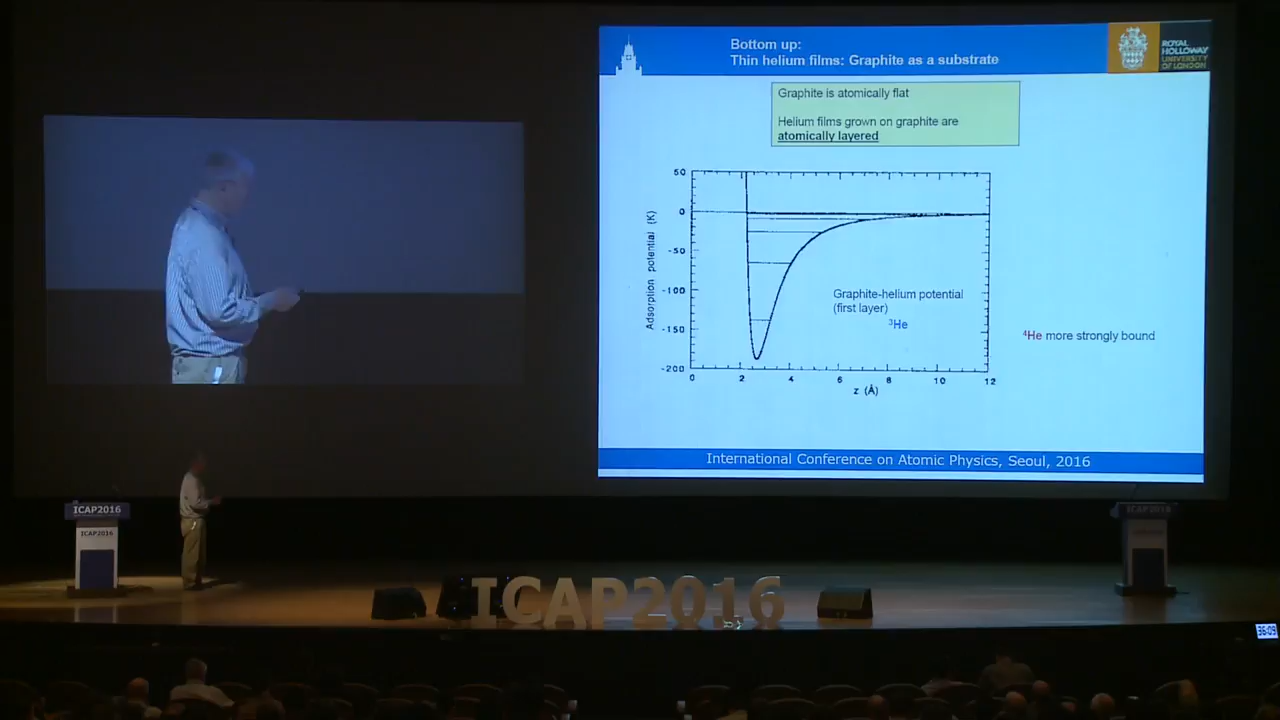 Bottom up:
Thin helium films: Graphite as a substrate
ROYAL
HOLLOWAY
UNIVERSITY
OF LONDON
Graphite is atomically flat
Helium films grown on graphite are
atomically layered
50
0
-50
-100
-150
-200
Adsorption potential (K)
0 2 4 6 8 10 12
z (Å)
Graphite-helium potential
(first layer)
³He
⁴He more strongly bound
International Conference on Atomic Physics, Seoul, 2016
ICAP2016
ICAP2016
ICAP2016
ICAP2016
36:09